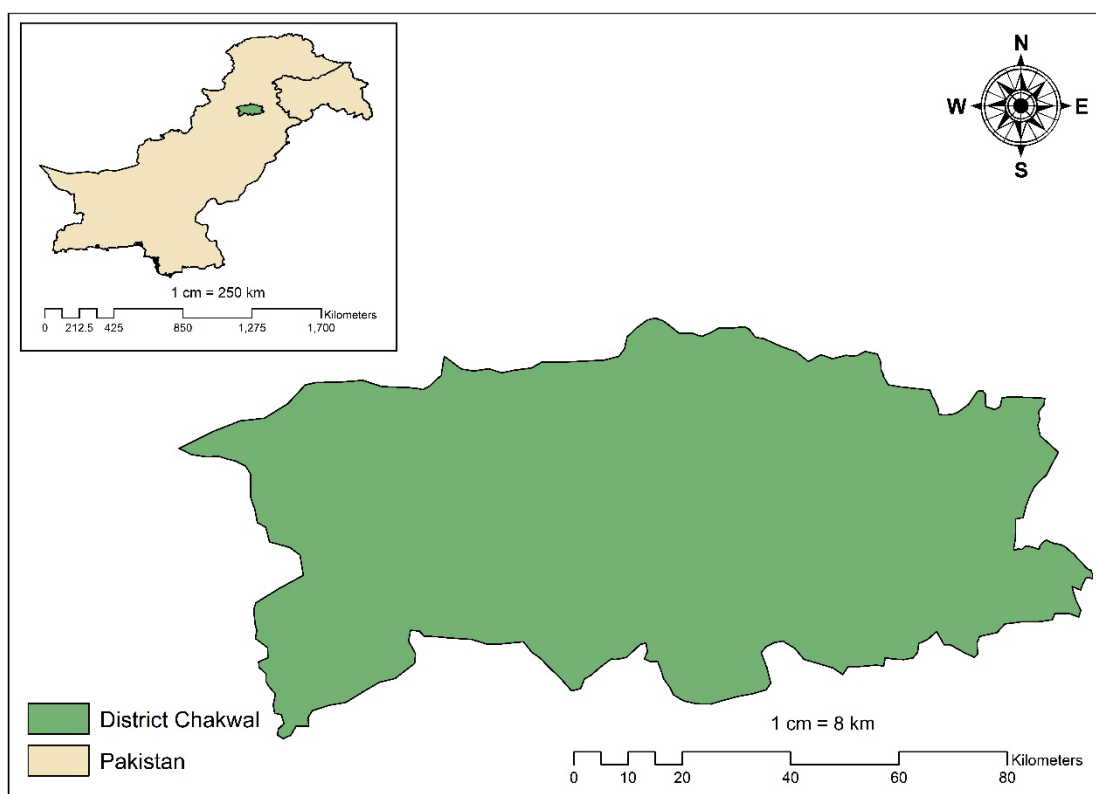 N
W E
S
1 cm = 250 km
Kilometers
0 212.5 425 850 1,275 1,700
District Chakwal
Pakistan
1 cm = 8 km
Kilometers
0 10 20 40 60 80